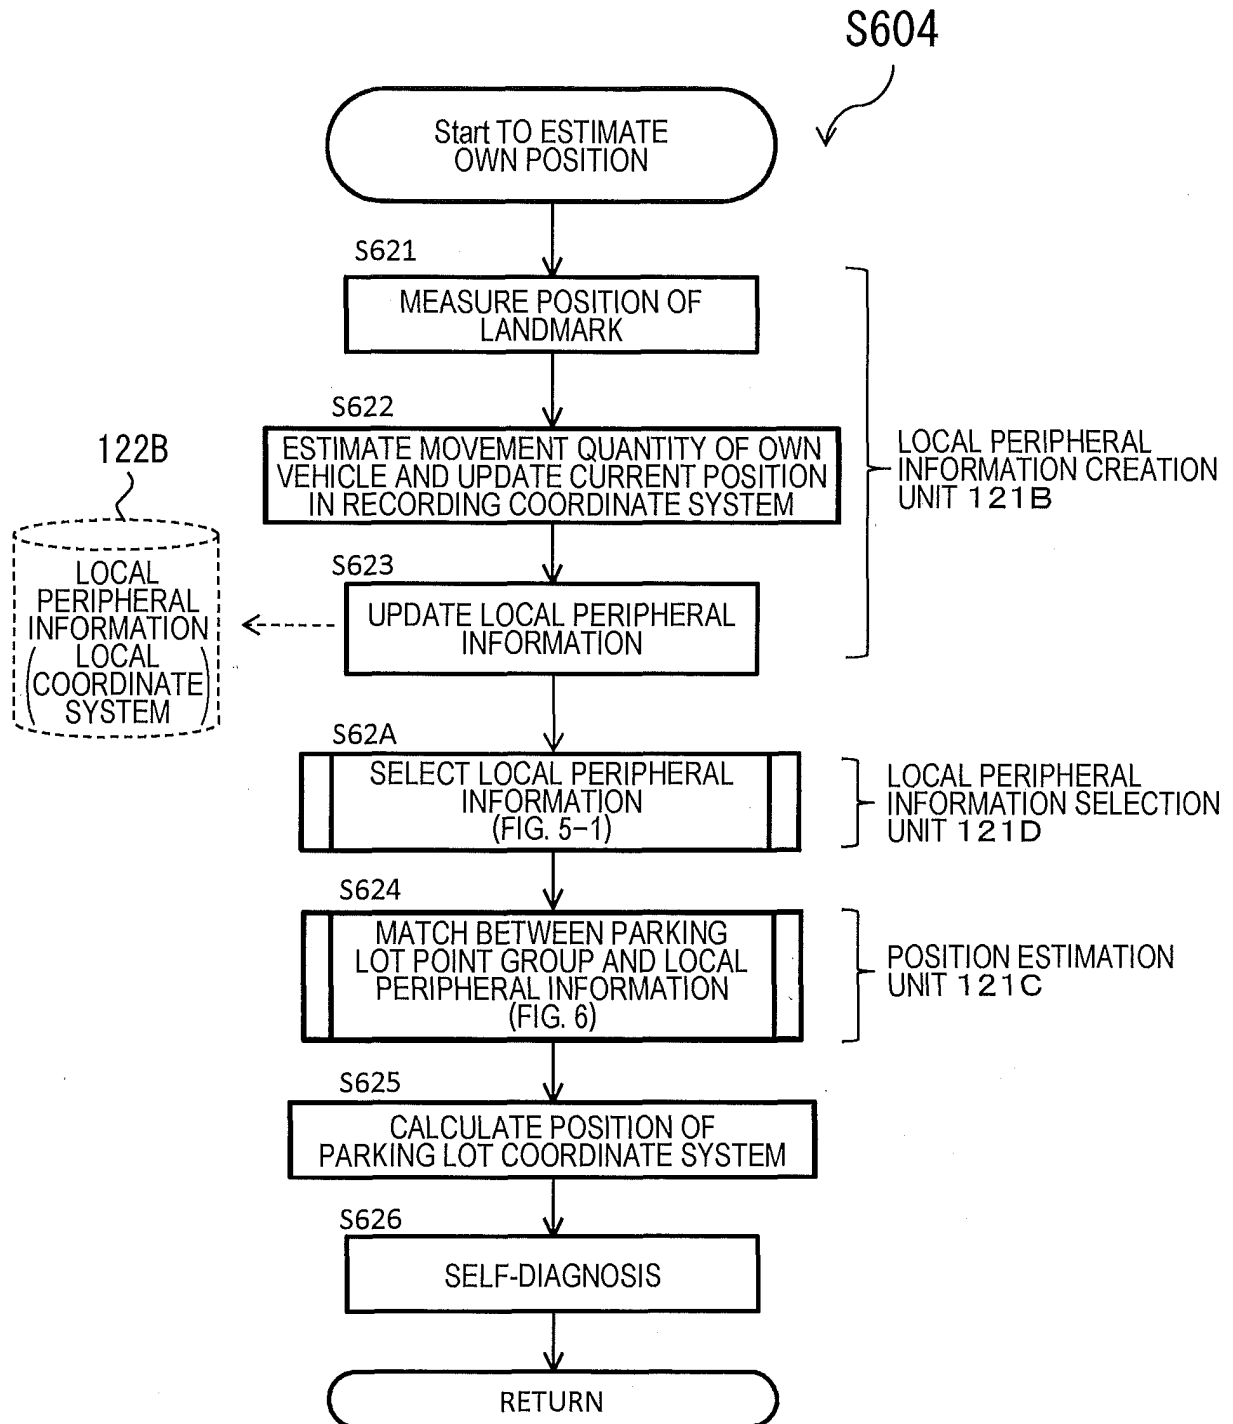 S604
Start TO ESTIMATE
OWN POSITION
S621
MEASURE POSITION OF
LANDMARK
S622
ESTIMATE MOVEMENT QUANTITY OF OWN
VEHICLE AND UPDATE CURRENT POSITION
IN RECORDING COORDINATE SYSTEM
LOCAL PERIPHERAL
INFORMATION CREATION
UNIT 121B
122B
LOCAL
PERIPHERAL
INFORMATION
LOCAL
COORDINATE
SYSTEM
S623
UPDATE LOCAL PERIPHERAL
INFORMATION
S62A
SELECT LOCAL PERIPHERAL
INFORMATION
(FIG. 5-1)
LOCAL PERIPHERAL
INFORMATION SELECTION
UNIT 121D
S624
MATCH BETWEEN PARKING
LOT POINT GROUP AND LOCAL
PERIPHERAL INFORMATION
(FIG. 6)
POSITION ESTIMATION
UNIT 121C
S625
CALCULATE POSITION OF
PARKING LOT COORDINATE SYSTEM
S626
SELF-DIAGNOSIS
RETURN